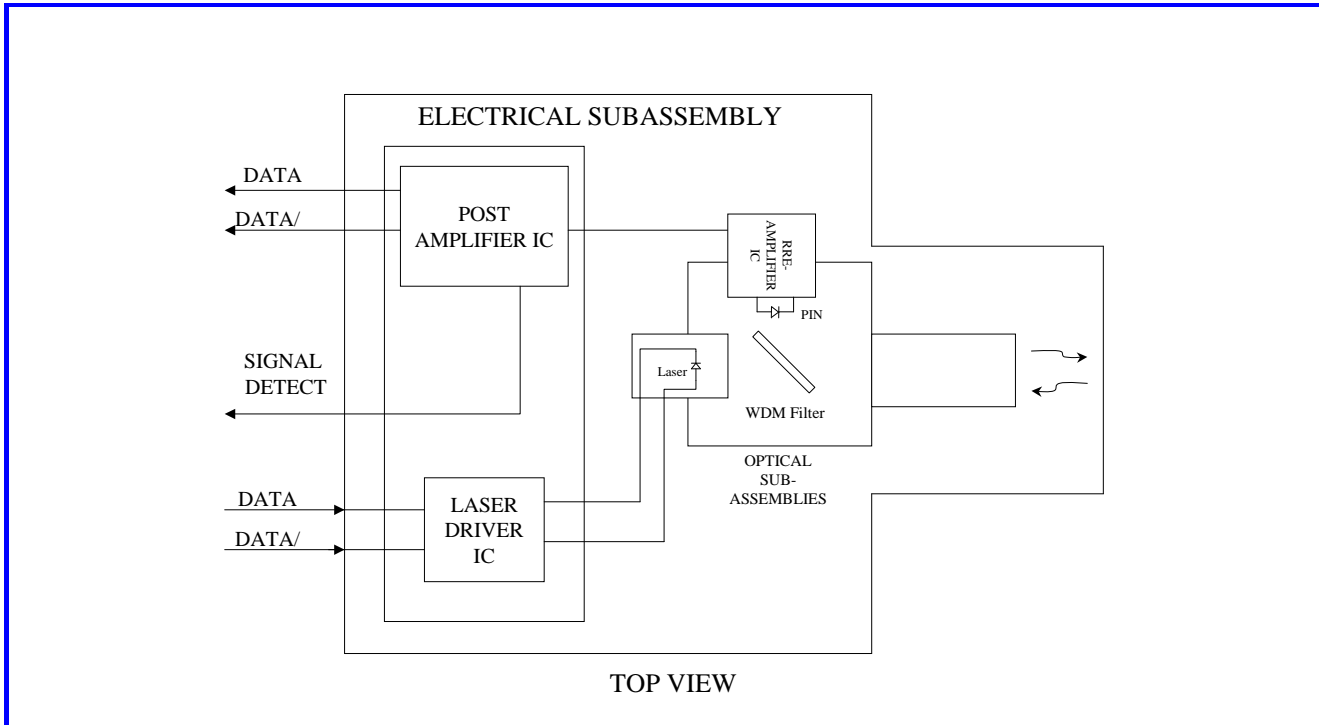 ELECTRICAL SUBASSEMBLY
DATA
DATA/
POST
AMPLIFIER IC
RRE-
AMPLIFIER
IC
PIN
SIGNAL
DETECT
Laser
WDM Filter
OPTICAL
SUB-
ASSEMBLIES
DATA
DATA/
LASER
DRIVER
IC
TOP VIEW